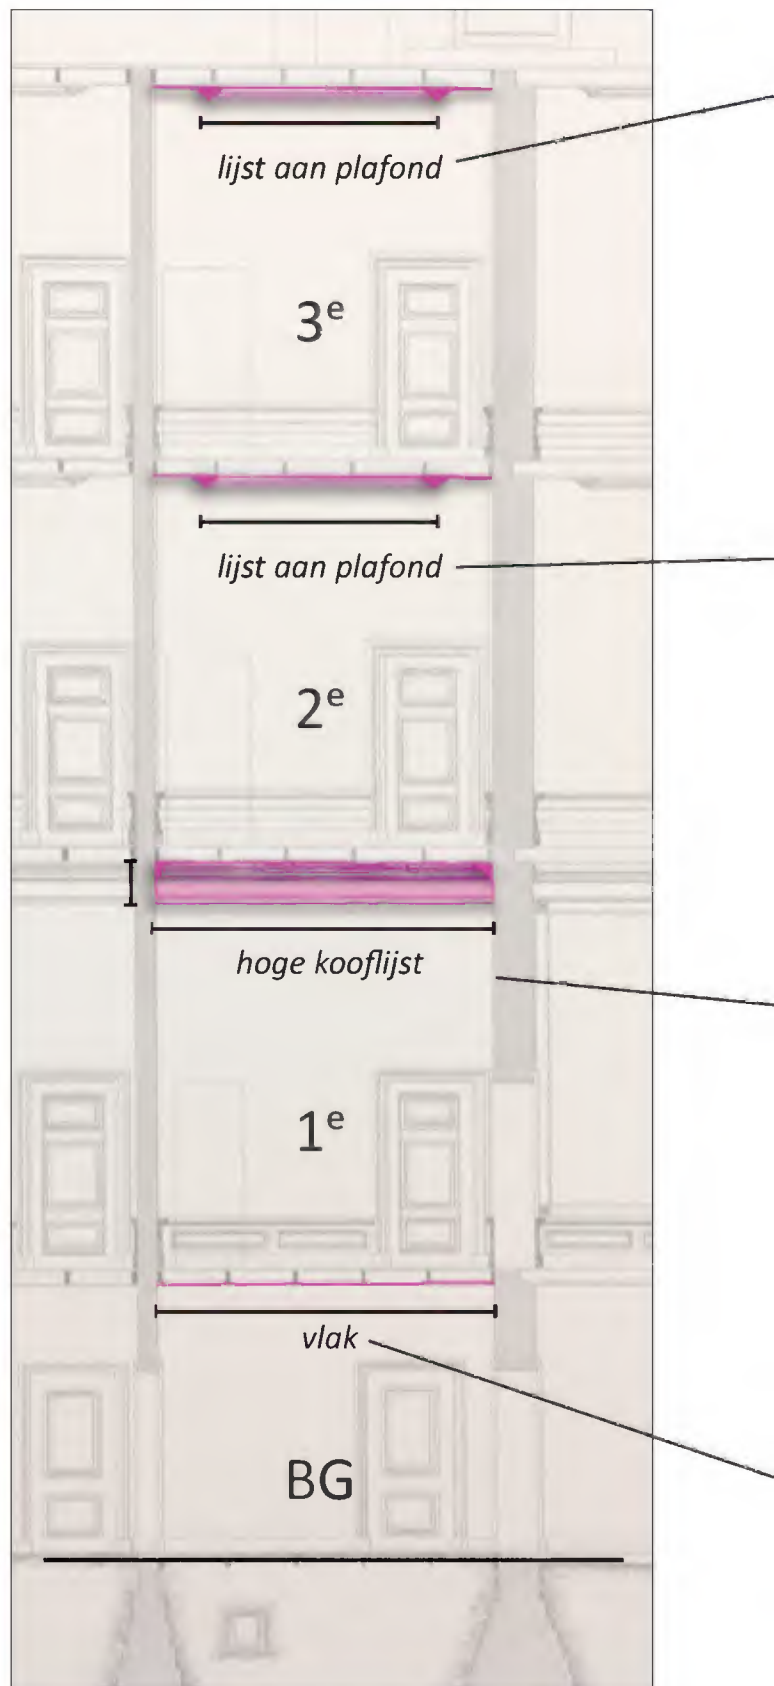 lijst aan plafond
3e
lijst aan plafond
2e
hoge kooflijst
1e
vlak
BG